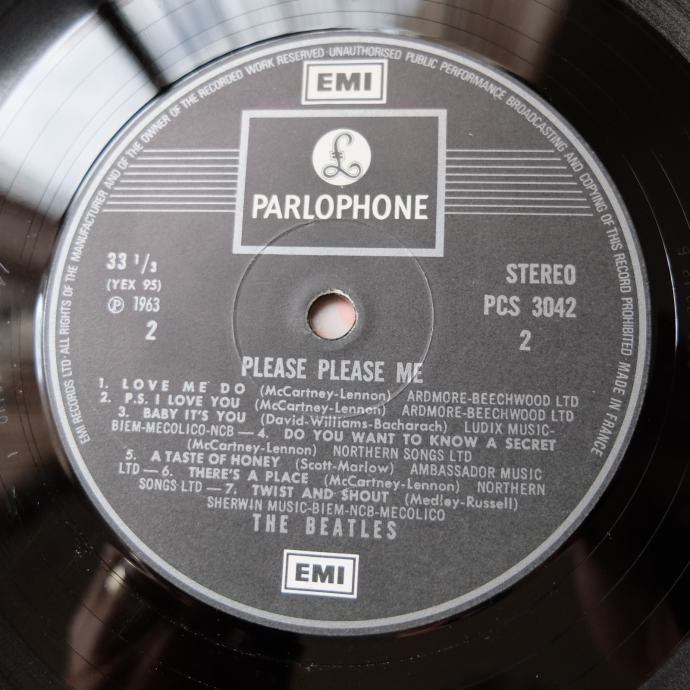 EMI RECORDS LTD·ALL RIGHTS OF THE MANUFACTURER AND OF THE OWNER OF THE RECORDED WORK RESERVED·UNAUTHORISED PUBLIC PERFORMANCE BROADCASTING AND COPYING OF THIS RECORD PROHIBITED·MADE IN FRANCE
EMI
£
PARLOPHONE
33 1/3
(YEX 95)
℗ 1963
2
STEREO
PCS 3042
2
PLEASE PLEASE ME
1. LOVE ME DO (McCartney-Lennon) ARDMORE-BEECHWOOD LTD
2. P.S. I LOVE YOU (McCartney-Lennon) ARDMORE-BEECHWOOD LTD
3. BABY IT'S YOU (David-Williams-Bacharach) LUDIX MUSIC-
BIEM-MECOLICO-NCB — 4. DO YOU WANT TO KNOW A SECRET
(McCartney-Lennon) NORTHERN SONGS LTD
5. A TASTE OF HONEY (Scott-Marlow) AMBASSADOR MUSIC
LTD — 6. THERE'S A PLACE (McCartney-Lennon) NORTHERN
SONGS LTD — 7. TWIST AND SHOUT (Medley-Russell)
SHERWIN MUSIC-BIEM-NCB-MECOLICO
THE BEATLES
EMI